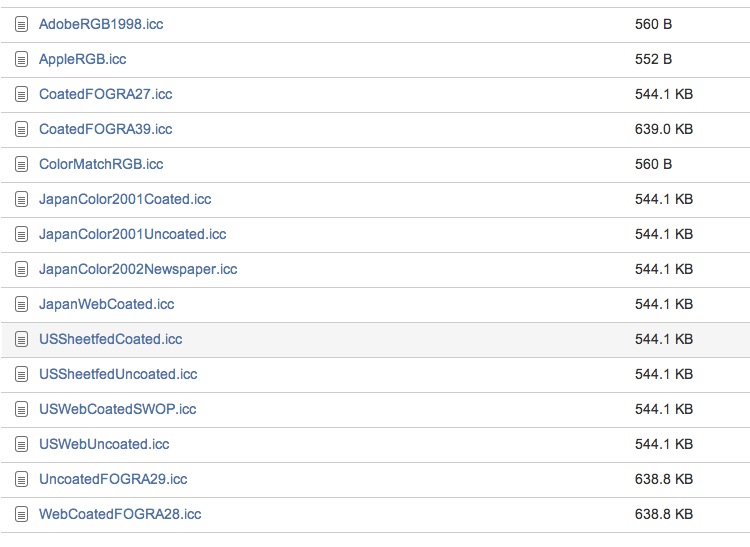 AdobeRGB1998.icc 560 B
AppleRGB.icc 552 B
CoatedFOGRA27.icc 544.1 KB
CoatedFOGRA39.icc 639.0 KB
ColorMatchRGB.icc 560 B
JapanColor2001Coated.icc 544.1 KB
JapanColor2001Uncoated.icc 544.1 KB
JapanColor2002Newspaper.icc 544.1 KB
JapanWebCoated.icc 544.1 KB
USSheetfedCoated.icc 544.1 KB
USSheetfedUncoated.icc 544.1 KB
USWebCoatedSWOP.icc 544.1 KB
USWebUncoated.icc 544.1 KB
UncoatedFOGRA29.icc 638.8 KB
WebCoatedFOGRA28.icc 638.8 KB